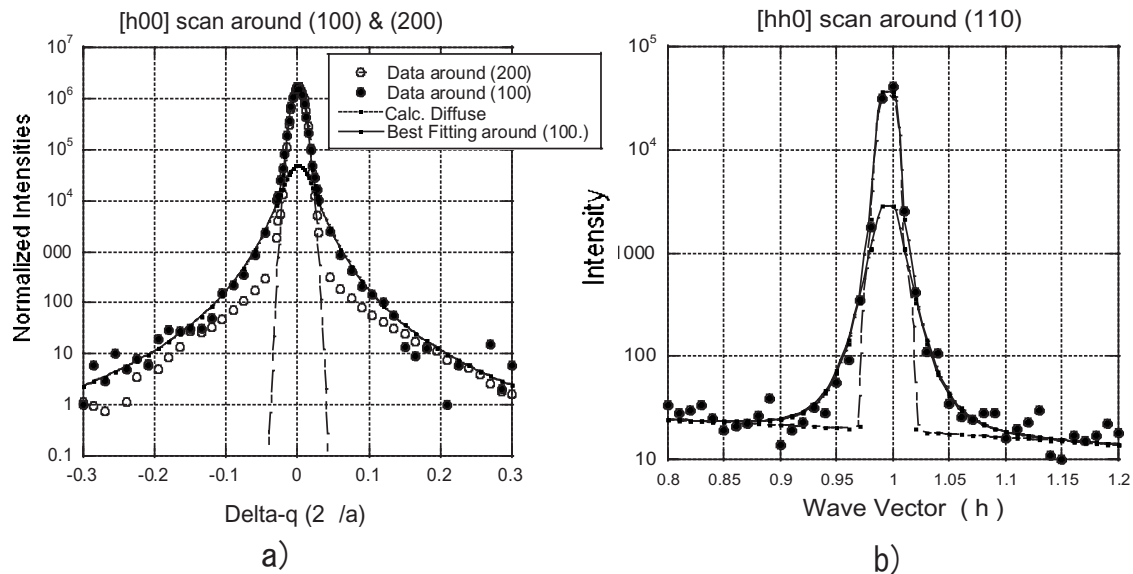 [h00] scan around (100) & (200)
Normalized Intensities
10^7
10^6
10^5
10^4
000
100
10
1
0.1
Data around (200)
Data around (100)
Calc. Diffuse
Best Fitting around (100.)
-0.3 -0.2 -0.1 0 0.1 0.2 0.3
Delta-q (2 /a)
a)
[hh0] scan around (110)
Intensity
10^5
10^4
1000
100
10
0.8 0.85 0.9 0.95 1 1.05 1.1 1.15 1.2
Wave Vector ( h )
b)